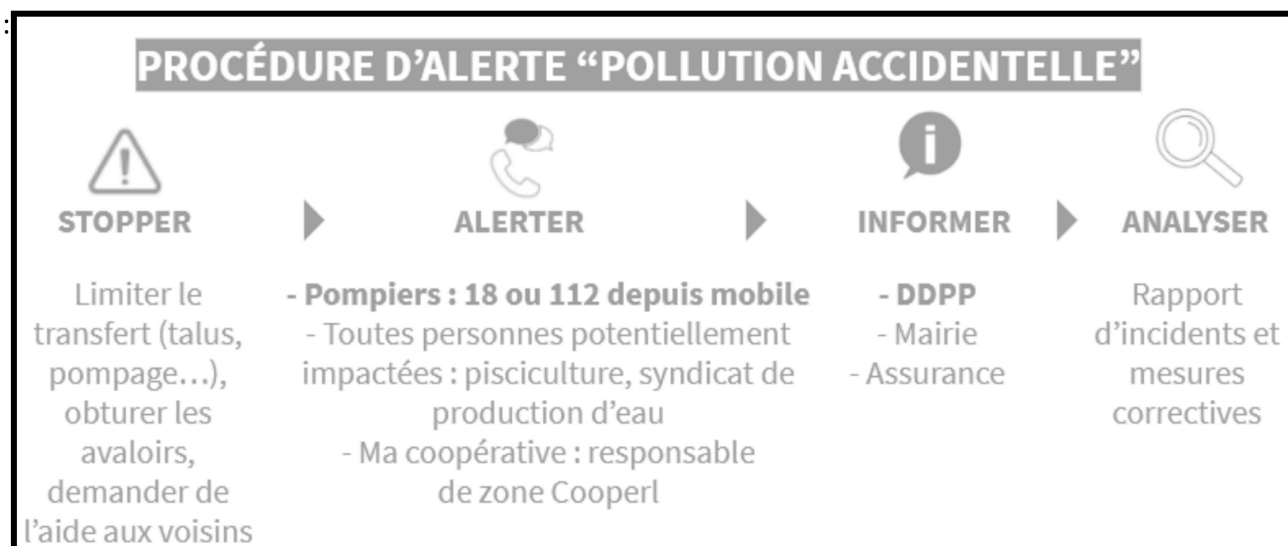 :
PROCÉDURE D’ALERTE “POLLUTION ACCIDENTELLE”
STOPPER
Limiter le
transfert (talus,
pompage…),
obturer les
avaloirs,
demander de
l’aide aux voisins
ALERTER
- Pompiers : 18 ou 112 depuis mobile
- Toutes personnes potentiellement
impactées : pisciculture, syndicat de
production d’eau
- Ma coopérative : responsable
de zone Cooperl
INFORMER
- DDPP
- Mairie
- Assurance
ANALYSER
Rapport
d’incidents et
mesures
correctives